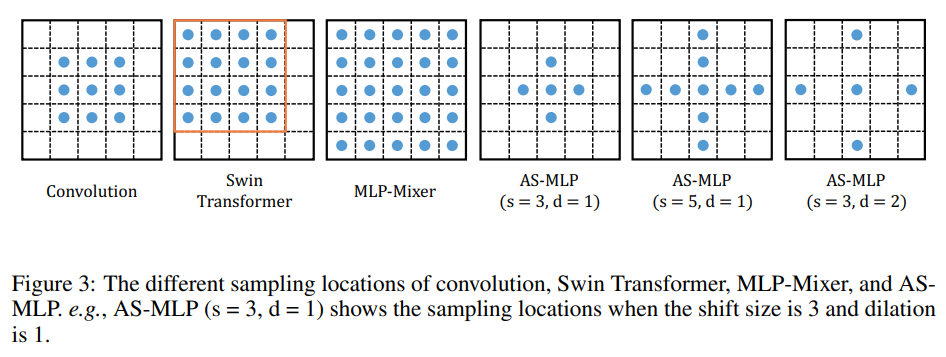 Convolution
Swin
Transformer
MLP-Mixer
AS-MLP
(s = 3, d = 1)
AS-MLP
(s = 5, d = 1)
AS-MLP
(s = 3, d = 2)
Figure 3: The different sampling locations of convolution, Swin Transformer, MLP-Mixer, and AS-
MLP. e.g., AS-MLP (s = 3, d = 1) shows the sampling locations when the shift size is 3 and dilation
is 1.